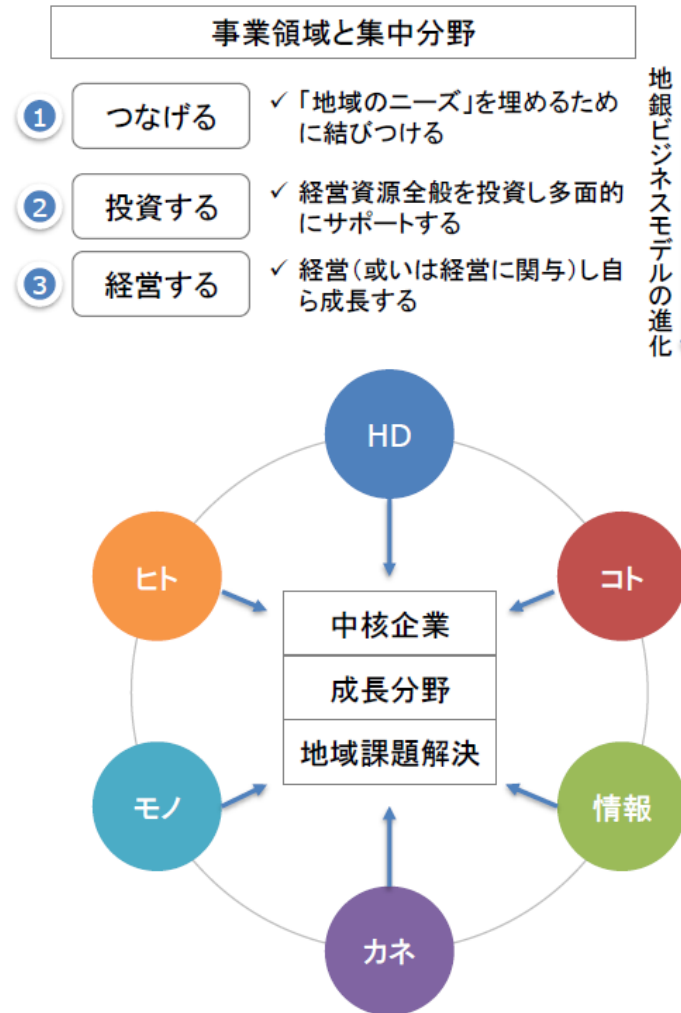 事業領域と集中分野
1
つなげる
✓ 「地域のニーズ」を埋めるため
に結びつける
2
投資する
✓ 経営資源全般を投資し多面的
にサポートする
3
経営する
✓ 経営(或いは経営に関与)し自
ら成長する
地銀ビジネスモデルの進化
HD
ヒト
コト
中核企業
成長分野
地域課題解決
モノ
情報
カネ